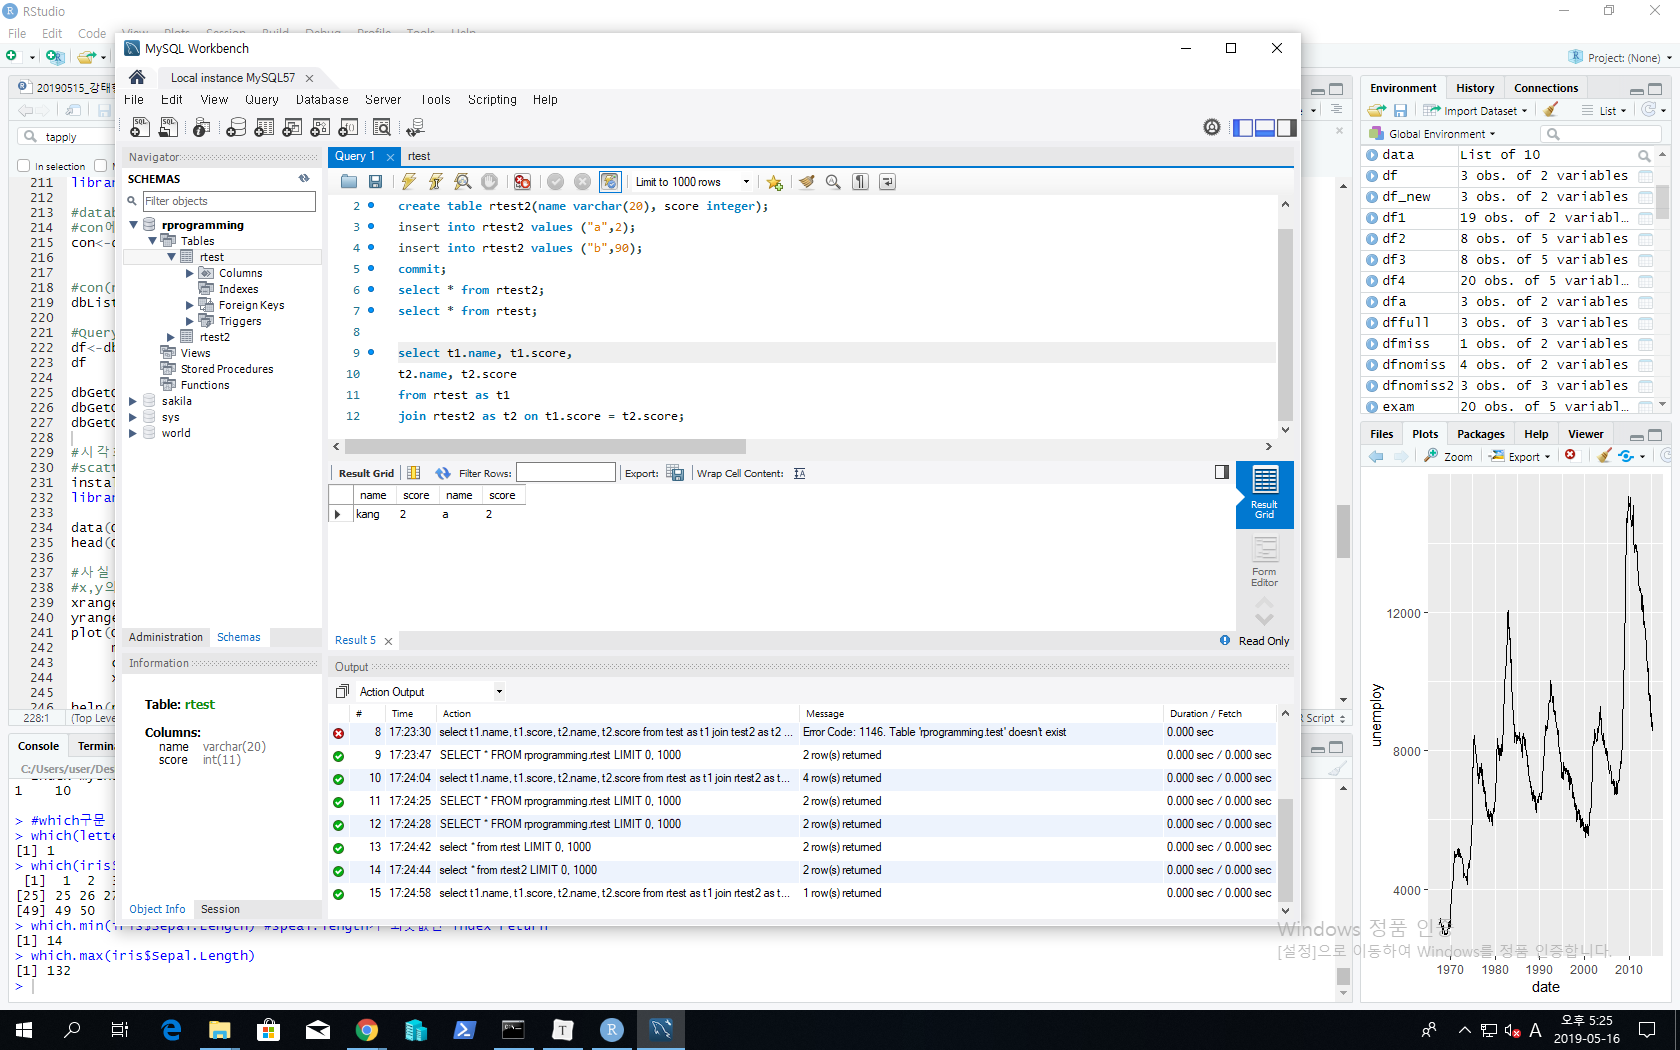 RStudio
File Edit Code View Plots Session Build Debug Profile Tools Help
Project: (None)
20190515_강태
tapply
In selection
211 librar
212
213 #datab
214 #con에
215 con<-d
216
217
218 #con(m
219 dbList
220
221 #Query
222 df<-db
223 df
224
225 dbGetQ
226 dbGetQ
227 dbGetQ
228
229 #시각
230 #scatt
231 instal
232 librar
233
234 data(
235 head(
236
237 #사실
238 #x,y의
239 xrange
240 yrange
241 plot(
242
243
244 x
245
246 help(
228:1 (Top Leve
R Script
Console Termin
C:/Users/user/Des
1 10
> #which구문
> which(lette
[1] 1
> which(iris$
[1] 1 2 3
[25] 25 26 27
[49] 49 50
> which.min(iris$Sepal.Length)
[1] 14
> which.max(iris$Sepal.Length)
[1] 132
>
MySQL Workbench
Local instance MySQL57
File Edit View Query Database Server Tools Scripting Help
Navigator
SCHEMAS
Filter objects
rprogramming
Tables
rtest
Columns
Indexes
Foreign Keys
Triggers
rtest2
Views
Stored Procedures
Functions
sakila
sys
world
Administration Schemas
Information
Table: rtest
Columns:
name varchar(20)
score int(11)
Object Info Session
Query 1 rtest
Limit to 1000 rows
2 create table rtest2(name varchar(20), score integer);
3 insert into rtest2 values ("a",2);
4 insert into rtest2 values ("b",90);
5 commit;
6 select * from rtest2;
7 select * from rtest;
8
9 select t1.name, t1.score,
10 t2.name, t2.score
11 from rtest as t1
12 join rtest2 as t2 on t1.score = t2.score;
Result Grid Filter Rows: Export: Wrap Cell Content:
name score name score
kang 2 a 2
Result Grid
Form Editor
Result 5
Read Only
Output
Action Output
# Time Action Message Duration / Fetch
8 17:23:30 select t1.name, t1.score, t2.name, t2.score from test as t1 join test2 as t2 ... Error Code: 1146. Table 'rprogramming.test' doesn't exist 0.000 sec
9 17:23:47 SELECT * FROM rprogramming.rtest LIMIT 0, 1000 2 row(s) returned 0.000 sec / 0.000 sec
10 17:24:04 select t1.name, t1.score, t2.name, t2.score from rtest as t1 join rtest2 as t... 4 row(s) returned 0.000 sec / 0.000 sec
11 17:24:25 SELECT * FROM rprogramming.rtest LIMIT 0, 1000 2 row(s) returned 0.000 sec / 0.000 sec
12 17:24:28 SELECT * FROM rprogramming.rtest LIMIT 0, 1000 2 row(s) returned 0.000 sec / 0.000 sec
13 17:24:42 select * from rtest LIMIT 0, 1000 2 row(s) returned 0.000 sec / 0.000 sec
14 17:24:44 select * from rtest2 LIMIT 0, 1000 2 row(s) returned 0.000 sec / 0.000 sec
15 17:24:58 select t1.name, t1.score, t2.name, t2.score from rtest as t1 join rtest2 as t... 1 row(s) returned 0.000 sec / 0.000 sec
Environment History Connections
Import Dataset List
Global Environment
data List of 10
df 3 obs. of 2 variables
df_new 3 obs. of 2 variables
df1 19 obs. of 2 variabl…
df2 8 obs. of 5 variables
df3 8 obs. of 5 variables
df4 20 obs. of 5 variabl…
dfa 3 obs. of 2 variables
dffull 3 obs. of 3 variables
dfmiss 1 obs. of 2 variables
dfnomiss 4 obs. of 2 variables
dfnomiss2 3 obs. of 3 variables
exam 20 obs. of 5 variabl…
Files Plots Packages Help Viewer
Zoom Export
12000
8000
4000
unemploy
1970 1980 1990 2000 2010
date
Windows 정품 인증
[설정]으로 이동하여 Windows를 정품 인증합니다.
A
오후 5:25
2019-05-16